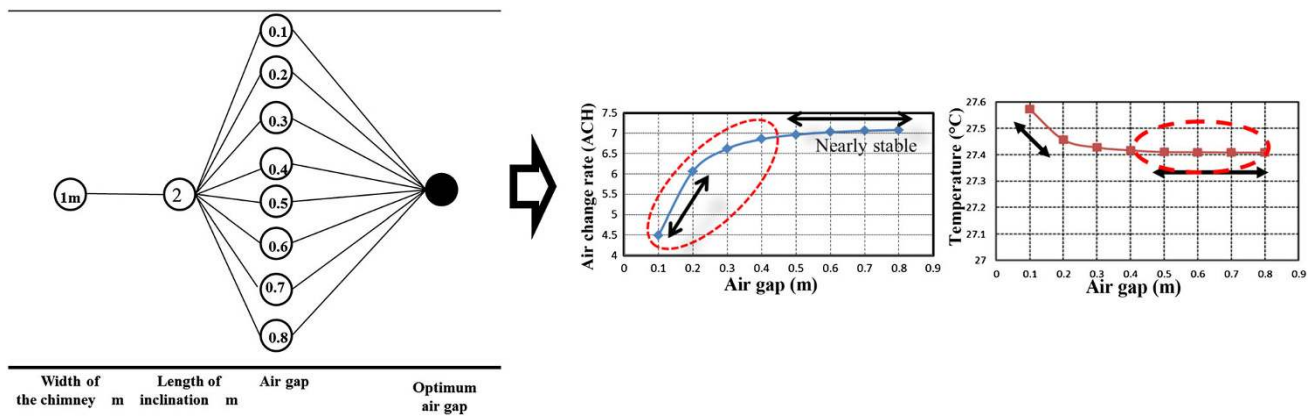 0.1
0.2
0.3
0.4
0.5
0.6
0.7
0.8
1m
2
Width of
the chimney m
Length of
inclination m
Air gap
Optimum
air gap
Air change rate (ACH)
7.5
7
6.5
6
5.5
5
4.5
4
0 0.1 0.2 0.3 0.4 0.5 0.6 0.7 0.8 0.9
Air gap (m)
Nearly stable
Temperature (°C)
27.6
27.5
27.4
27.3
27.2
27.1
27
0 0.1 0.2 0.3 0.4 0.5 0.6 0.7 0.8 0.9
Air gap (m)